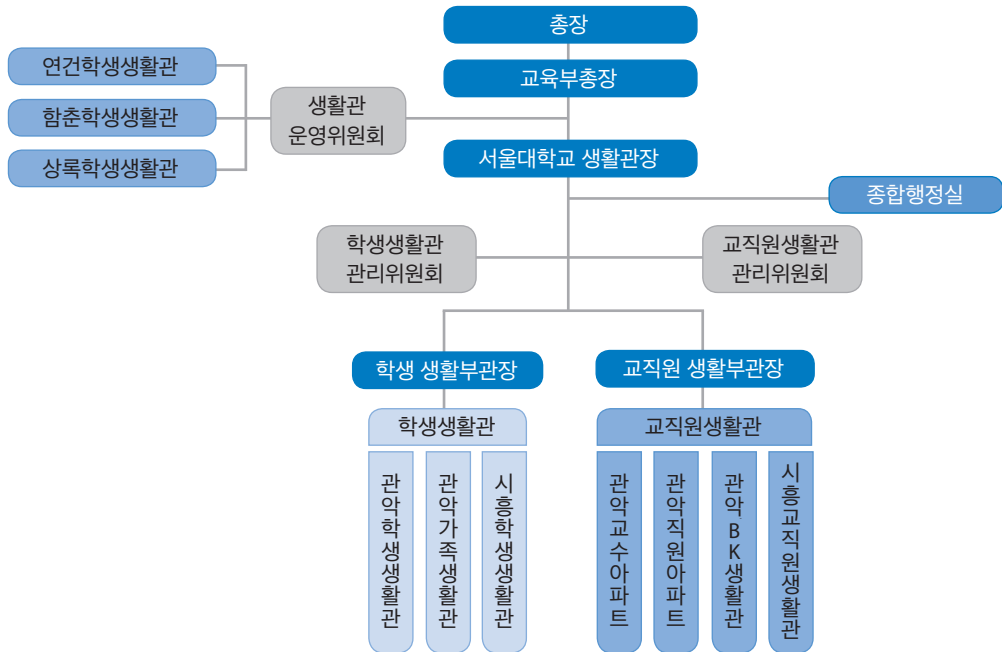 총장
교육부총장
연건학생생활관
함춘학생생활관
상록학생생활관
생활관
운영위원회
서울대학교 생활관장
종합행정실
학생생활관
관리위원회
교직원생활관
관리위원회
학생 생활부관장
교직원 생활부관장
학생생활관
교직원생활관
관악학생생활관
관악가족생활관
시흥학생생활관
관악교수아파트
관악직원아파트
관악BK생활관
시흥교직원생활관